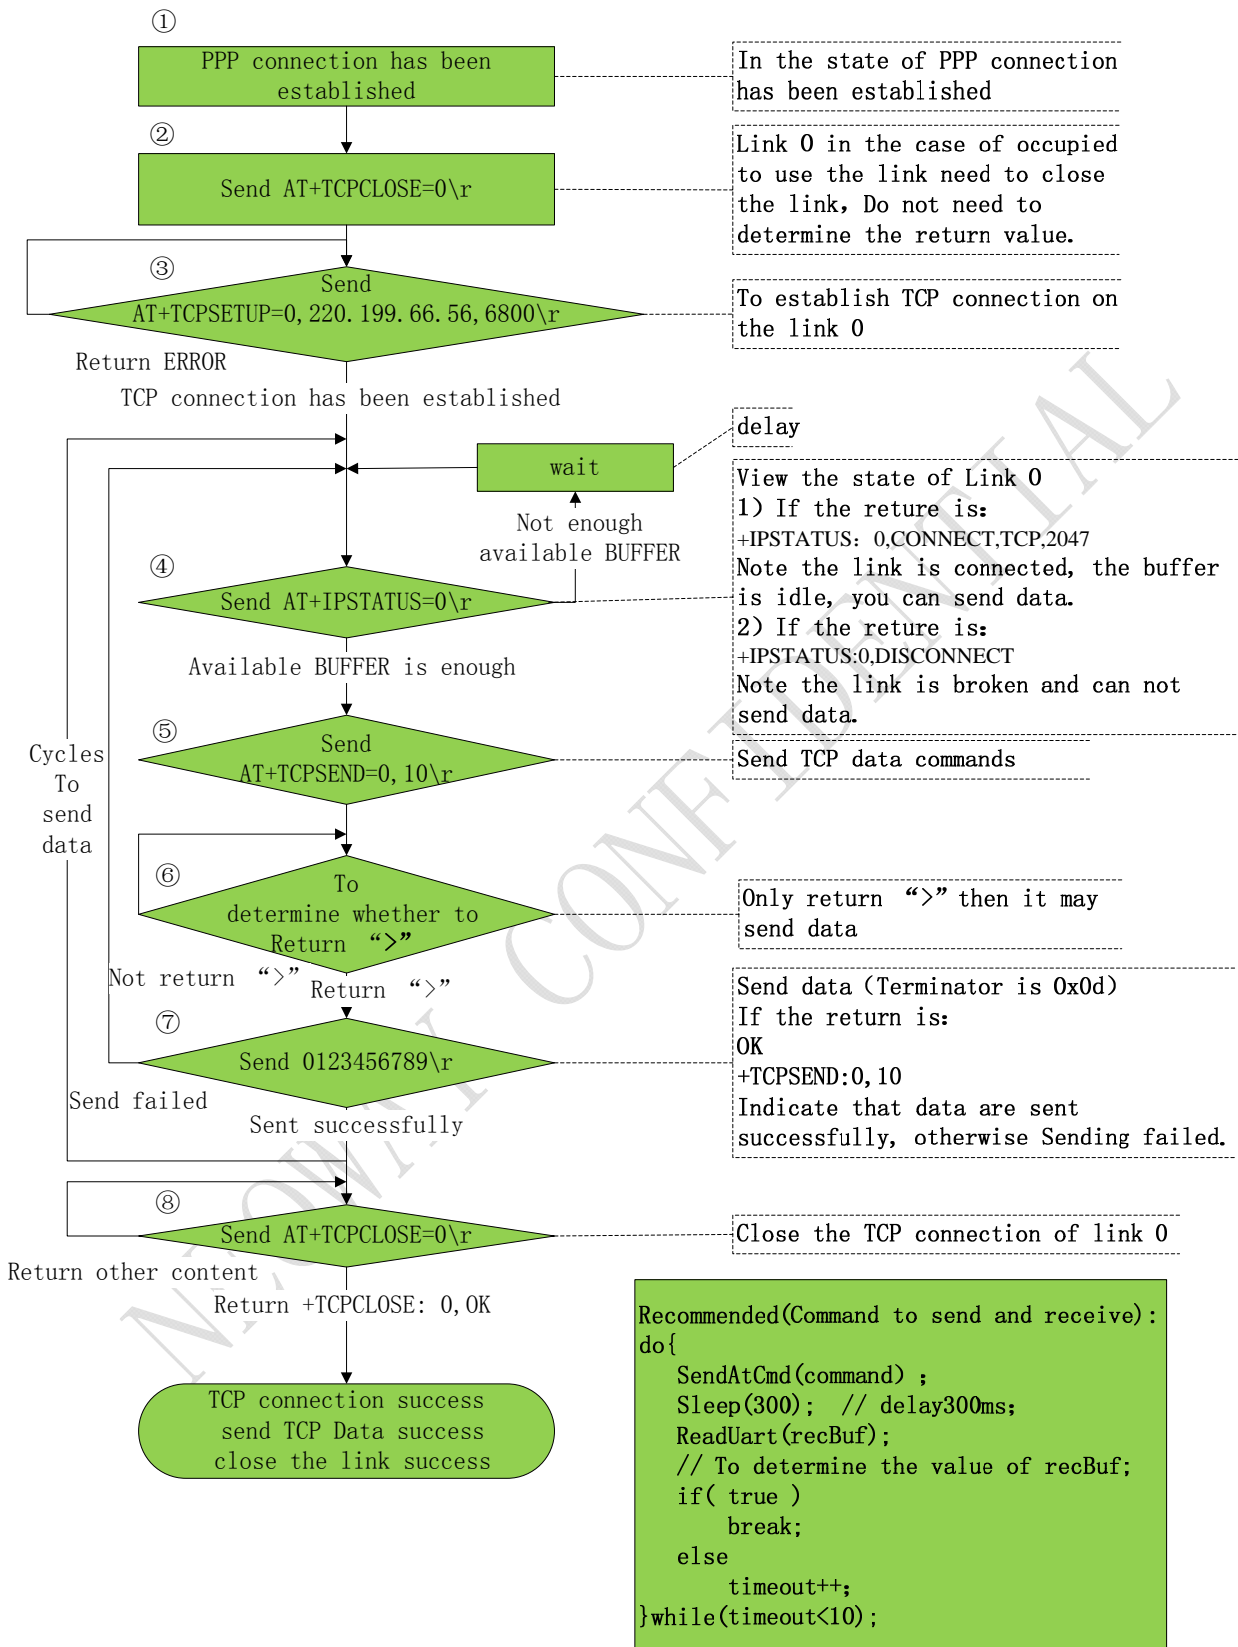 ①
PPP connection has been
established
In the state of PPP connection
has been established
②
Send AT+TCPCLOSE=0\r
Link 0 in the case of occupied
to use the link need to close
the link, Do not need to
determine the return value.
③
Send
AT+TCPSETUP=0,220.199.66.56,6800\r
To establish TCP connection on
the link 0
Return ERROR
TCP connection has been established
wait
delay
Not enough
available BUFFER
④
Send AT+IPSTATUS=0\r
View the state of Link 0
1) If the reture is:
+IPSTATUS: 0,CONNECT,TCP,2047
Note the link is connected, the buffer
is idle, you can send data.
2) If the reture is:
+IPSTATUS:0,DISCONNECT
Note the link is broken and can not
send data.
Available BUFFER is enough
⑤
Send
AT+TCPSEND=0,10\r
Send TCP data commands
Cycles
To
send
data
⑥
To
determine whether to
Return “>”
Only return “>” then it may
send data
Not return “>”
Return “>”
⑦
Send 0123456789\r
Send data（Terminator is 0x0d）
If the return is:
OK
+TCPSEND:0,10
Indicate that data are sent
successfully, otherwise Sending failed.
Send failed
Sent successfully
⑧
Send AT+TCPCLOSE=0\r
Close the TCP connection of link 0
Return other content
Return +TCPCLOSE: 0,OK
TCP connection success
send TCP Data success
close the link success
Recommended(Command to send and receive):
do{
SendAtCmd(command) ;
Sleep(300); // delay300ms;
ReadUart(recBuf);
// To determine the value of recBuf;
if( true )
break;
else
timeout++;
}while(timeout<10);
NEOWAY CONFIDENTIAL